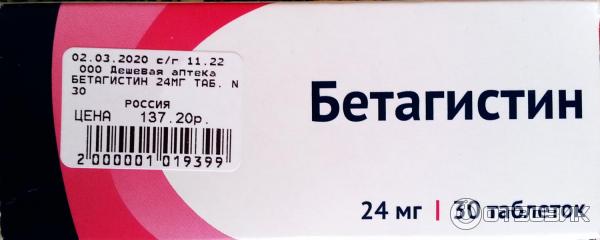 02.03.2020 с/г 11.22
ООО Дешевая аптека
БЕТАГИСТИН 24МГ ТАБ. N
30
РОССИЯ
ЦЕНА 137.20р.
2 000001 019399
Бетагистин
24 мг | 30 таблеток
ОТЗОВИК